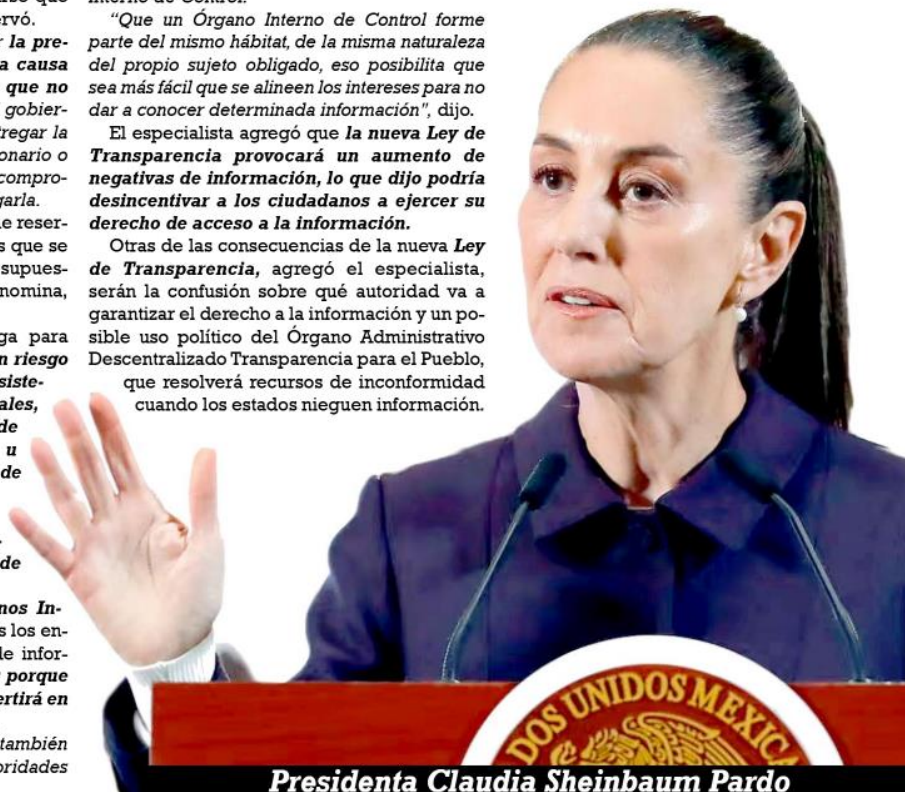 ervó.
la pre-
a causa
que no
gobier-
regar la
onario o
compro-
garla.
e reser-
s que se
supues-
nomina,
ga para
n riesgo
siste-
ales,
de
u
de
de
nos In-
s los en-
le infor-
porque
ertirá en
también
oridades
"Que un Órgano Interno de Control forme
parte del mismo hábitat, de la misma naturaleza
del propio sujeto obligado, eso posibilita que
sea más fácil que se alineen los intereses para no
dar a conocer determinada información", dijo.
El especialista agregó que la nueva Ley de
Transparencia provocará un aumento de
negativas de información, lo que dijo podría
desincentivar a los ciudadanos a ejercer su
derecho de acceso a la información.
Otras de las consecuencias de la nueva Ley
de Transparencia, agregó el especialista,
serán la confusión sobre qué autoridad va a
garantizar el derecho a la información y un po-
sible uso político del Órgano Administrativo
Descentralizado Transparencia para el Pueblo,
que resolverá recursos de inconformidad
cuando los estados nieguen información.
DOS UNIDOS MEXIC
Presidenta Claudia Sheinbaum Pardo